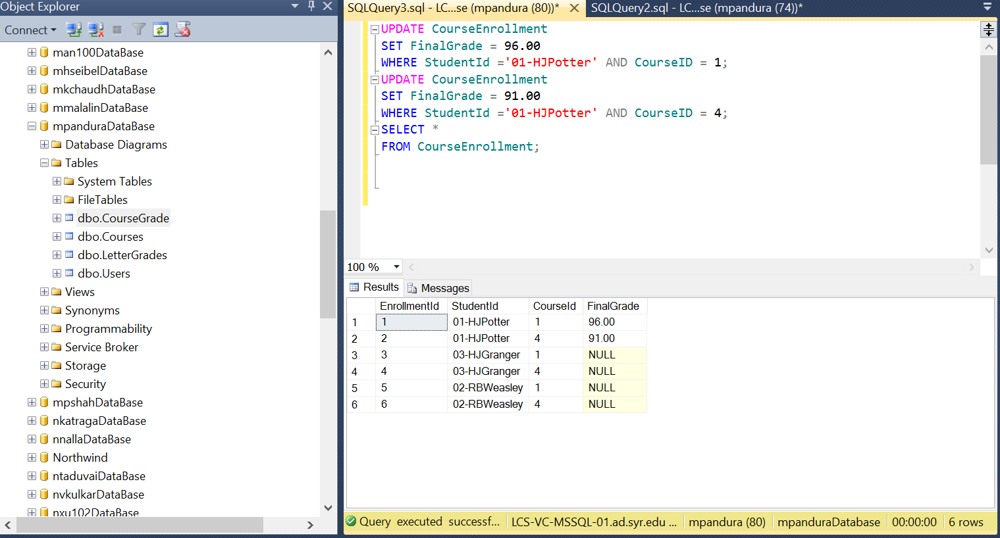 Object Explorer
Connect
man100DataBase
mhseibelDataBase
mkchaudhDataBase
mmalalinDataBase
mpanduraDataBase
Database Diagrams
Tables
System Tables
FileTables
dbo.CourseGrade
dbo.Courses
dbo.LetterGrades
dbo.Users
Views
Synonyms
Programmability
Service Broker
Storage
Security
mpshahDataBase
nkatragaDataBase
nnallaDataBase
Northwind
ntaduvaiDataBase
nvkulkarDataBase
nxu102DataBase
SQLQuery3.sql - LC...se (mpandura (80))* SQLQuery2.sql - LC...se (mpandura (74))*
UPDATE CourseEnrollment
SET FinalGrade = 96.00
WHERE StudentId ='01-HJPotter' AND CourseID = 1;
UPDATE CourseEnrollment
SET FinalGrade = 91.00
WHERE StudentId ='01-HJPotter' AND CourseID = 4;
SELECT *
FROM CourseEnrollment;
100 %
Results Messages
EnrollmentId StudentId CourseId FinalGrade
1 1 01-HJPotter 1 96.00
2 2 01-HJPotter 4 91.00
3 3 03-HJGranger 1 NULL
4 4 03-HJGranger 4 NULL
5 5 02-RBWeasley 1 NULL
6 6 02-RBWeasley 4 NULL
Query executed successf... LCS-VC-MSSQL-01.ad.syr.edu ... mpandura (80) mpanduraDatabase 00:00:00 6 rows